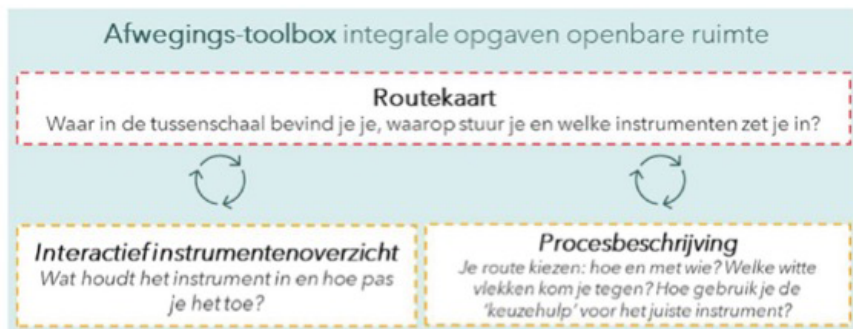 Afwegings-toolbox integrale opgaven openbare ruimte
Routekaart
Waar in de tussenschaal bevind je je, waarop stuur je en welke instrumenten zet je in?
Interactief instrumentenoverzicht
Wat houdt het instrument in en hoe pas
je het toe?
Procesbeschrijving
Je route kiezen: hoe en met wie? Welke witte
vlekken kom je tegen? Hoe gebruik je de
'keuzehulp' voor het juiste instrument?